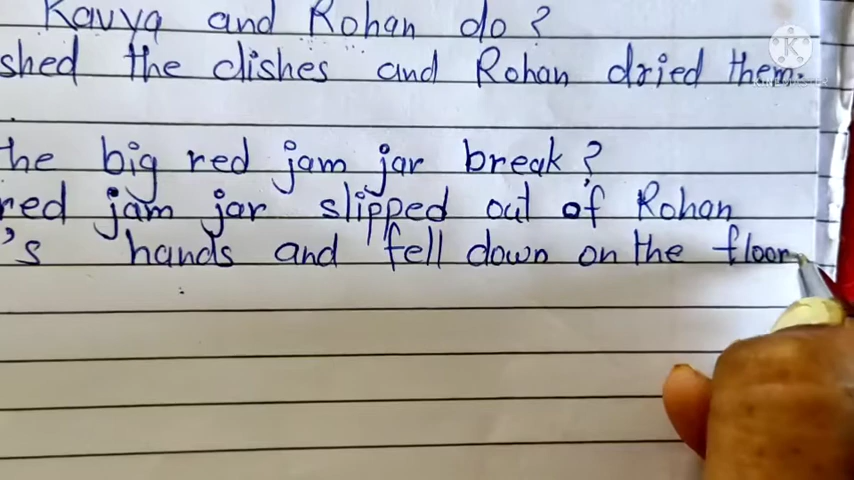 Kavya and Rohan do?
shed the dishes and Rohan dried them.
the big red jam jar break?
red jam jar slipped out of Rohan
's hands and fell down on the floor